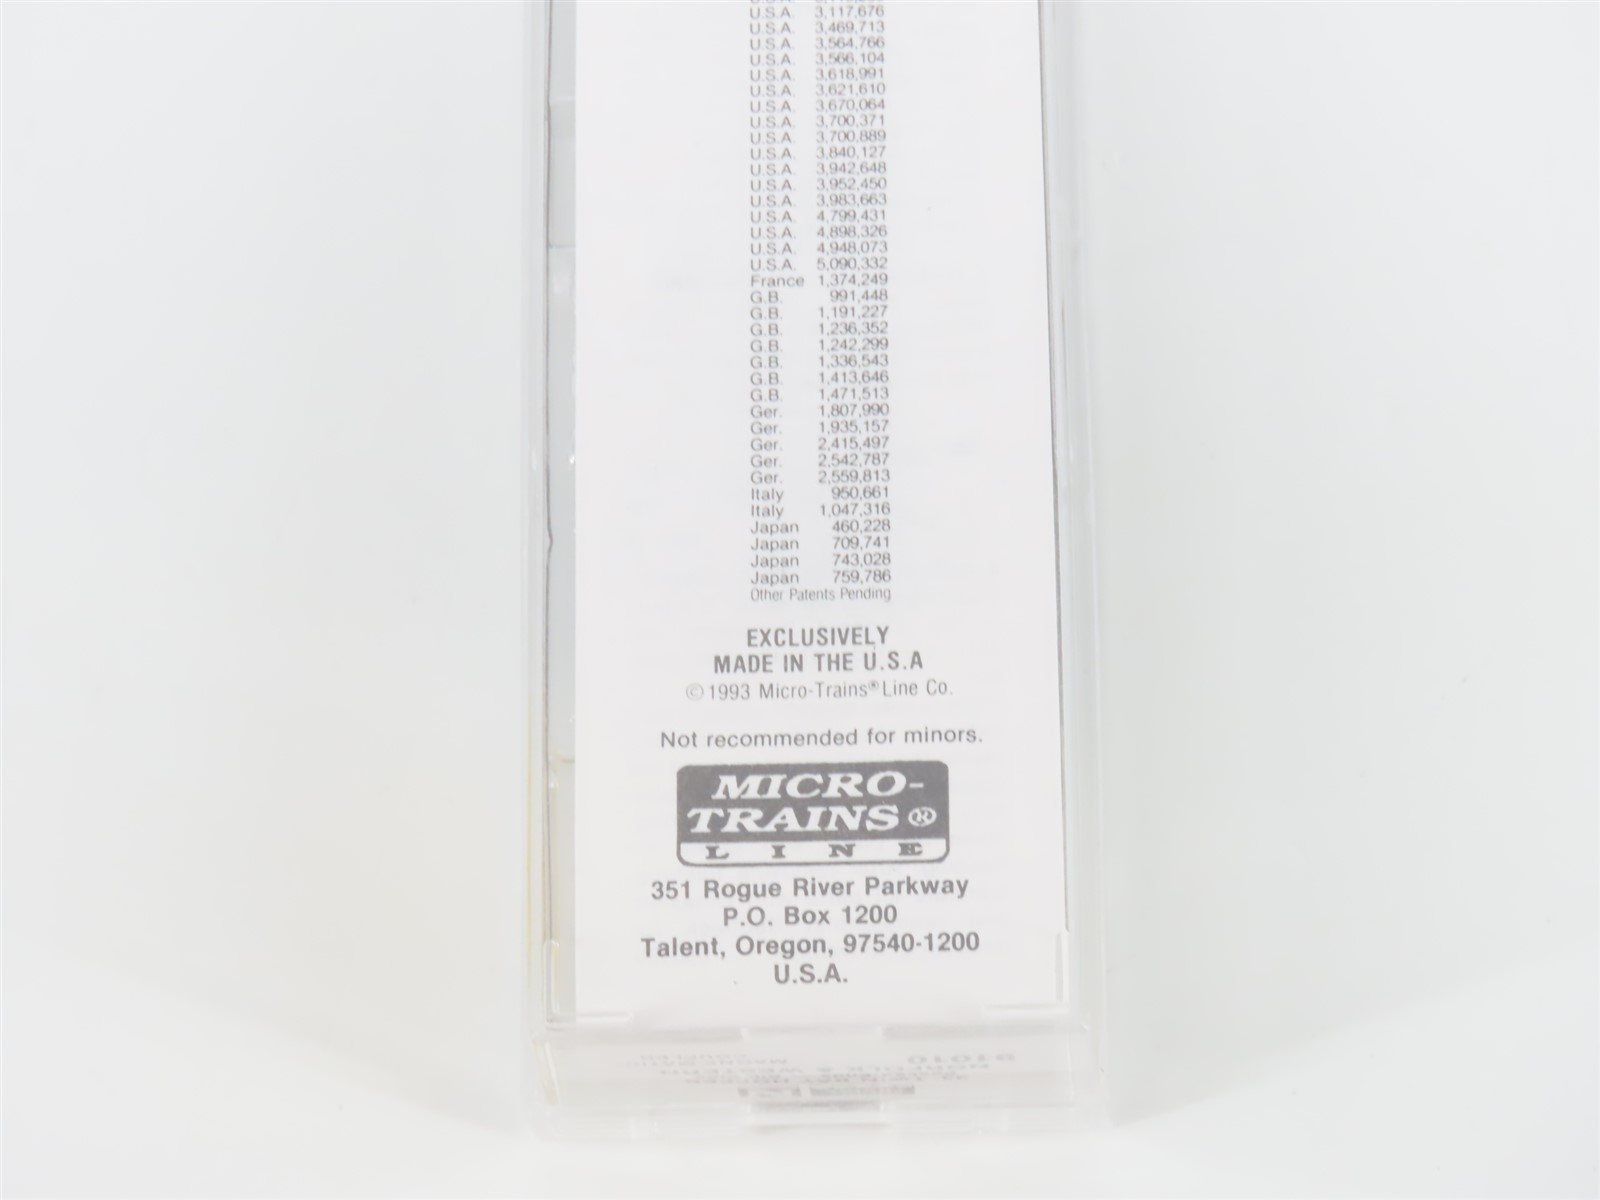 U.S.A. 3,117,676
U.S.A. 3,469,713
U.S.A. 3,564,766
U.S.A. 3,566,104
U.S.A. 3,618,991
U.S.A. 3,621,610
U.S.A. 3,670,064
U.S.A. 3,700,371
U.S.A. 3,700,889
U.S.A. 3,840,127
U.S.A. 3,942,648
U.S.A. 3,952,450
U.S.A. 3,983,663
U.S.A. 4,799,431
U.S.A. 4,898,326
U.S.A. 4,948,073
U.S.A. 5,090,332
France 1,374,249
G.B. 991,448
G.B. 1,191,227
G.B. 1,236,352
G.B. 1,242,299
G.B. 1,336,543
G.B. 1,413,646
G.B. 1,471,513
Ger. 1,807,990
Ger. 1,935,157
Ger. 2,415,497
Ger. 2,542,787
Ger. 2,559,813
Italy 950,661
Italy 1,047,316
Japan 460,228
Japan 709,741
Japan 743,028
Japan 759,786
Other Patents Pending
EXCLUSIVELY
MADE IN THE U.S.A
©1993 Micro-Trains® Line Co.
Not recommended for minors.
MICRO-
TRAINS®
LINE
351 Rogue River Parkway
P.O. Box 1200
Talent, Oregon, 97540-1200
U.S.A.
NORFOLK & WESTERN